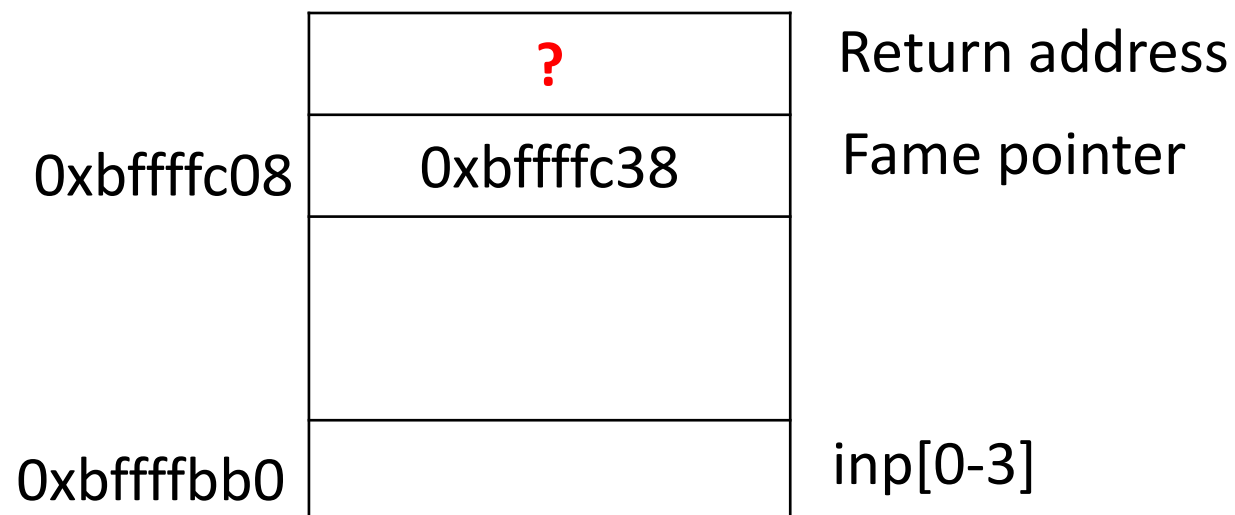 ? Return address
0xbffffc08 0xbffffc38 Fame pointer
0xbffffbb0 inp[0-3]